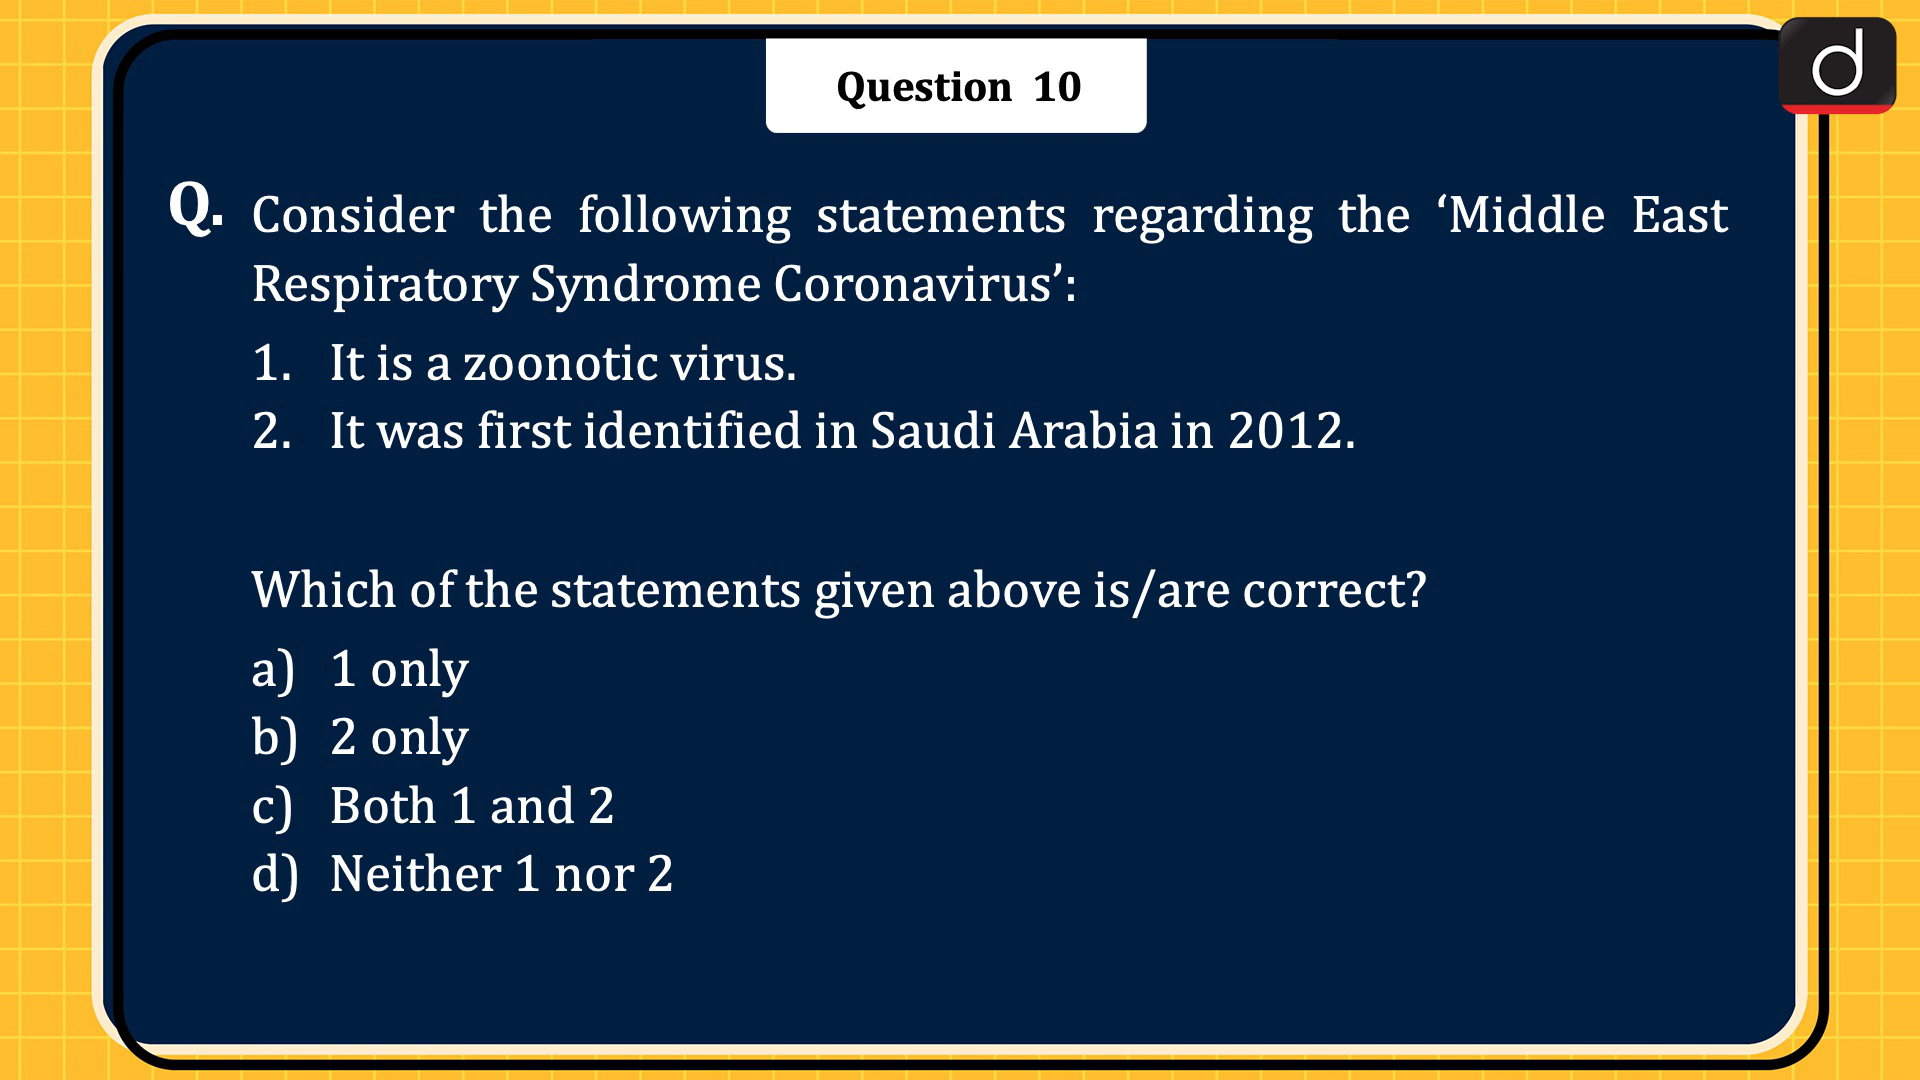 Question 10
Q. Consider the following statements regarding the ‘Middle East
Respiratory Syndrome Coronavirus’:
1. It is a zoonotic virus.
2. It was first identified in Saudi Arabia in 2012.
Which of the statements given above is/are correct?
a) 1 only
b) 2 only
c) Both 1 and 2
d) Neither 1 nor 2
d